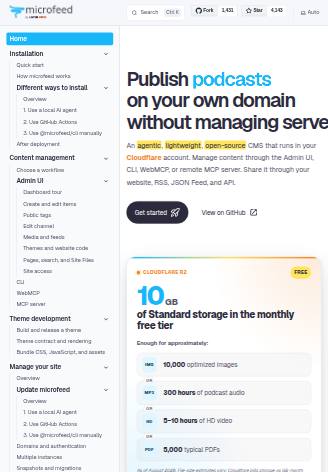 microfeed
Search Ctrl K
Fork 1,431
Star 4,143
Auto
Home
Installation
Quick start
How microfeed works
Different ways to install
Overview
1. Use a local AI agent
2. Use GitHub Actions
3. Use @microfeed/cli manually
After deployment
Content management
Choose a workflow
Admin UI
Dashboard tour
Create and edit items
Public tags
Edit channel
Media and feeds
Themes and website code
Pages, search, and Site Files
Site access
CLI
WebMCP
MCP server
Theme development
Build and release a theme
Theme contract and rendering
Bundle CSS, JavaScript, and assets
Manage your site
Overview
Update microfeed
Overview
1. Use a local AI agent
2. Use GitHub Actions
3. Use @microfeed/cli manually
Domains and authentication
Multiple instances
Snapshots and migrations
Publish podcasts
on your own domain
without managing serve
An agentic, lightweight, open-source CMS that runs in your
Cloudflare account. Manage content through the Admin UI,
CLI, WebMCP, or remote MCP server. Share it through your
website, RSS, JSON Feed, and API.
Get started
View on GitHub
CLOUDFLARE R2
FREE
10 GB
of Standard storage in the monthly
free tier
Enough for approximately:
IMG 10,000 optimized images
OR
MP3 300 hours of podcast audio
OR
HD 5–10 hours of HD video
OR
PDF 5,000 typical PDFs